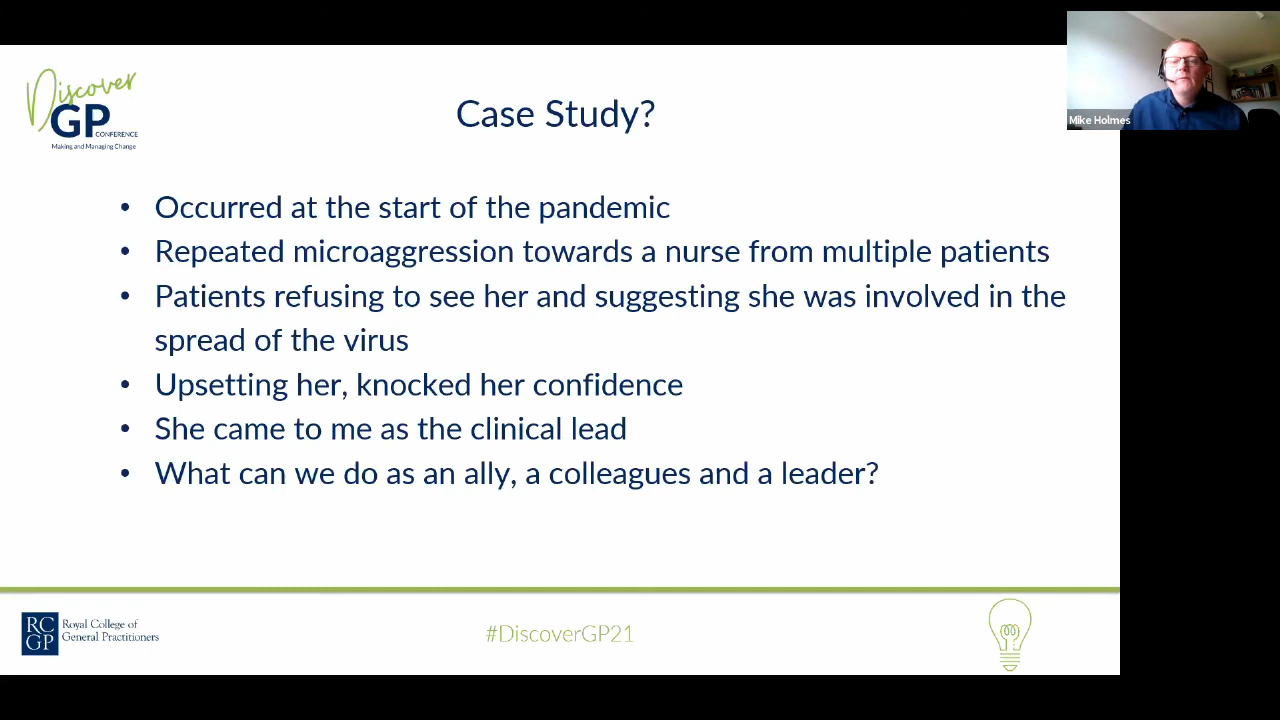 Discover
GP
CONFERENCE
Making and Managing Change
Case Study?
Mike Holmes
• Occurred at the start of the pandemic
• Repeated microaggression towards a nurse from multiple patients
• Patients refusing to see her and suggesting she was involved in the
spread of the virus
• Upsetting her, knocked her confidence
• She came to me as the clinical lead
• What can we do as an ally, a colleagues and a leader?
RC
GP
Royal College of
General Practitioners
#DiscoverGP21